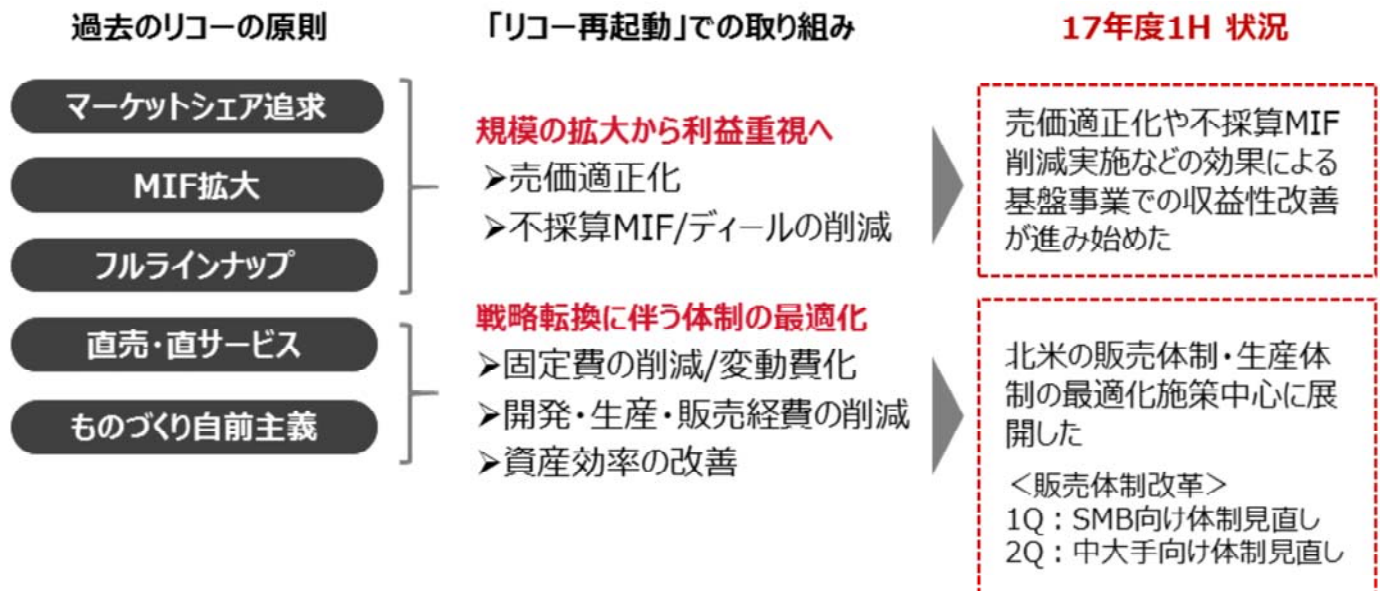 過去のリコーの原則
マーケットシェア追求
MIF拡大
フルラインナップ
直売・直サービス
ものづくり自前主義
「リコー再起動」での取り組み
規模の拡大から利益重視へ
➢売価適正化
➢不採算MIF/ディールの削減
戦略転換に伴う体制の最適化
➢固定費の削減/変動費化
➢開発・生産・販売経費の削減
➢資産効率の改善
17年度1H 状況
売価適正化や不採算MIF
削減実施などの効果による
基盤事業での収益性改善
が進み始めた
北米の販売体制・生産体
制の最適化施策中心に展
開した
＜販売体制改革＞
1Q：SMB向け体制見直し
2Q：中大手向け体制見直し